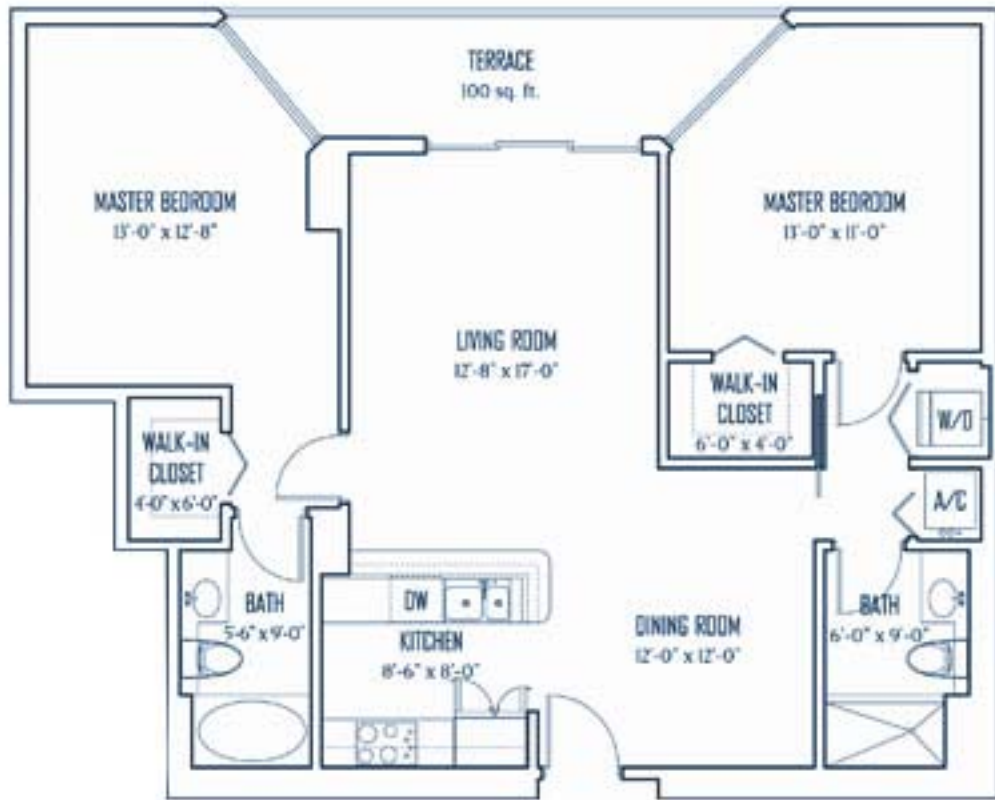 TERRACE
100 sq. ft.
MASTER BEDROOM
13'-0" x 12'-8"
MASTER BEDROOM
13'-0" x 11'-0"
LIVING ROOM
12'-8" x 17'-0"
WALK-IN
CLOSET
6'-0" x 4'-0"
W/D
WALK-IN
CLOSET
4'-0" x 6'-0"
A/C
BATH
5'-6" x 9'-0"
DW
KITCHEN
8'-6" x 8'-0"
DINING ROOM
12'-0" x 12'-0"
BATH
6'-0" x 9'-0"